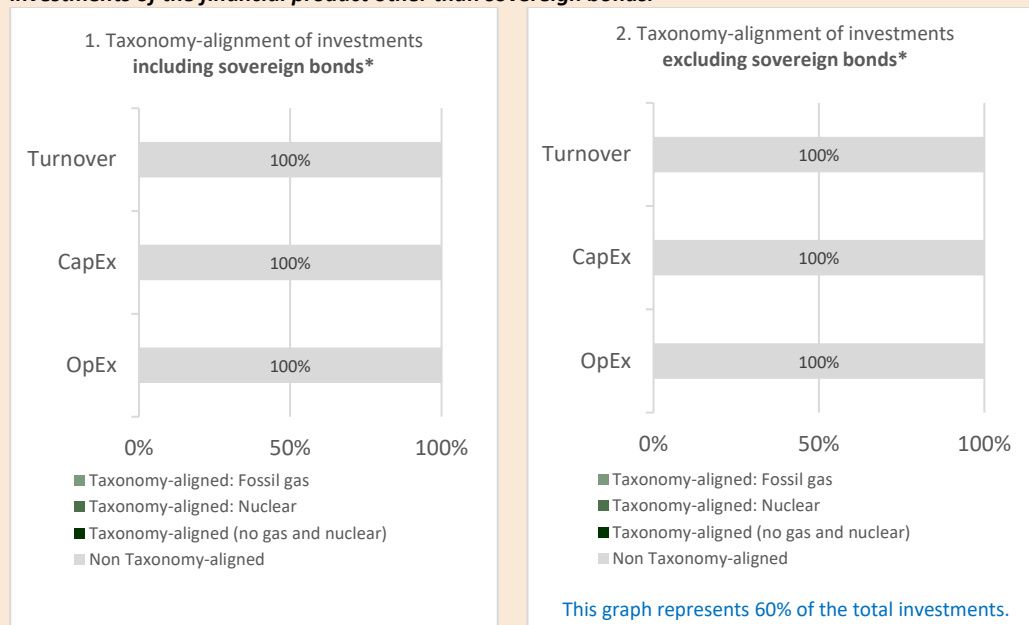 investments of the financial product other than sovereign bonds.
1. Taxonomy-alignment of investments
including sovereign bonds*
Turnover
100%
CapEx
100%
OpEx
100%
0% 50% 100%
Taxonomy-aligned: Fossil gas
Taxonomy-aligned: Nuclear
Taxonomy-aligned (no gas and nuclear)
Non Taxonomy-aligned
2. Taxonomy-alignment of investments
excluding sovereign bonds*
Turnover
100%
CapEx
100%
OpEx
100%
0% 50% 100%
Taxonomy-aligned: Fossil gas
Taxonomy-aligned: Nuclear
Taxonomy-aligned (no gas and nuclear)
Non Taxonomy-aligned
This graph represents 60% of the total investments.